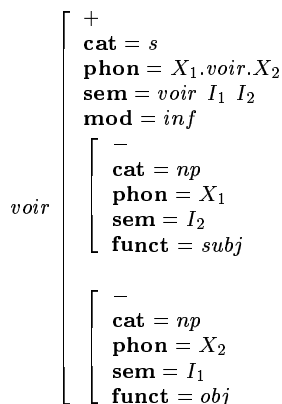 +
cat = s
phon = X₁.voir.X₂
sem = voir I₁ I₂
mod = inf
−
cat = np
phon = X₁
sem = I₂
voir
funct = subj
−
cat = np
phon = X₂
sem = I₁
funct = obj